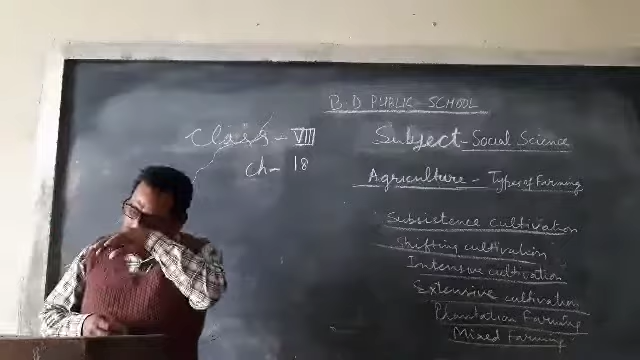 B.D PUBLIC-SCHOOL
Class - VIII
Subject - Social Science
ch - 18
Agriculture - Types of Farming
Subsistence cultivation
Shifting cultivation
Intensive cultivation
Extensive cultivation
Plantation Farming
Mixed Farming